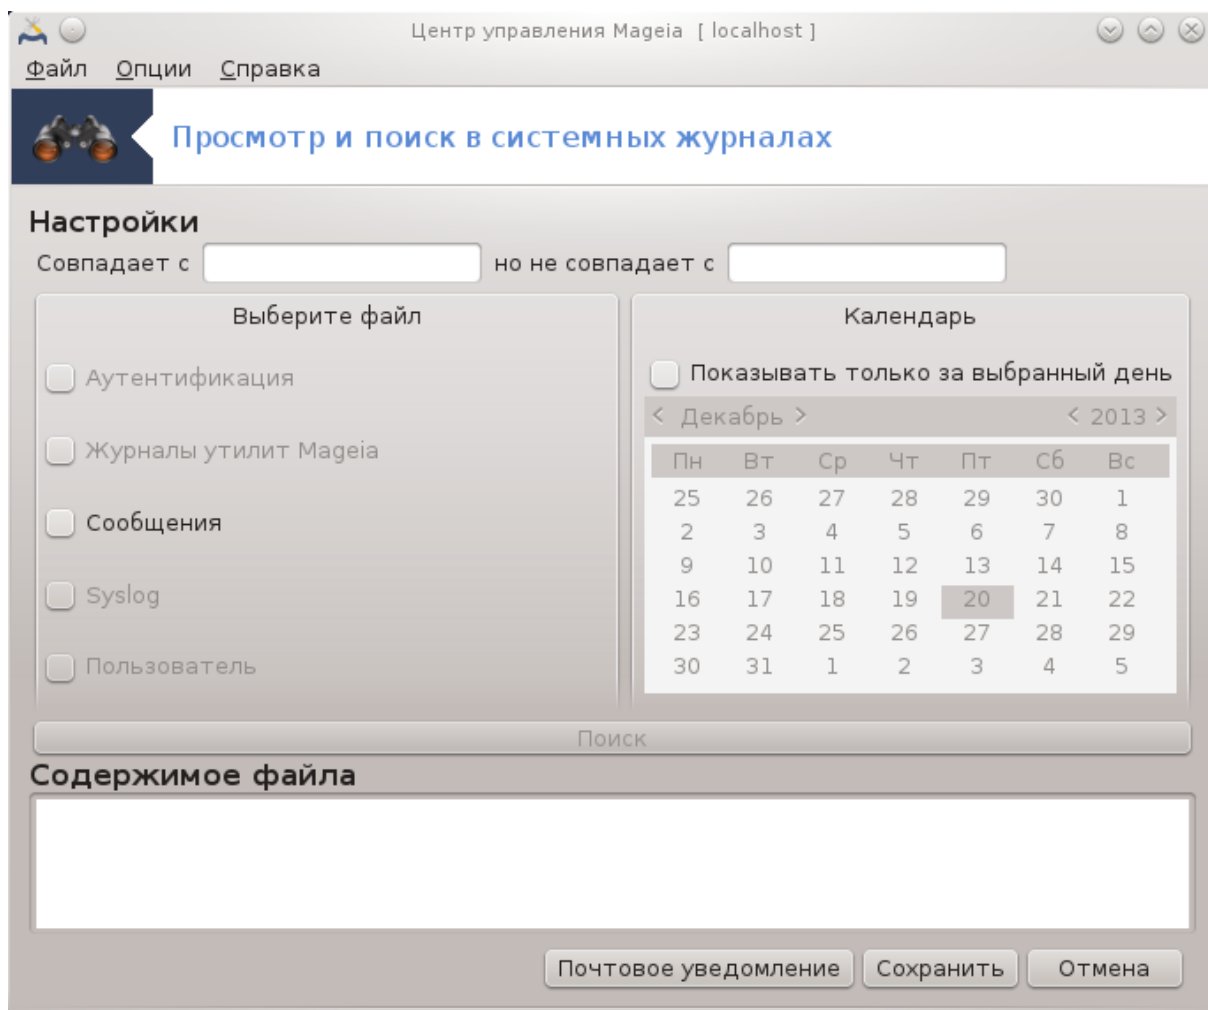 Центр управления Mageia [ localhost ]
Файл Опции Справка
Просмотр и поиск в системных журналах
Настройки
Совпадает с но не совпадает с
Выберите файл
Аутентификация
Журналы утилит Mageia
Сообщения
Syslog
Пользователь
Календарь
Показывать только за выбранный день
< Декабрь > < 2013 >
Пн Вт Ср Чт Пт Сб Вс
25 26 27 28 29 30 1
2 3 4 5 6 7 8
9 10 11 12 13 14 15
16 17 18 19 20 21 22
23 24 25 26 27 28 29
30 31 1 2 3 4 5
Поиск
Содержимое файла
Почтовое уведомление Сохранить Отмена